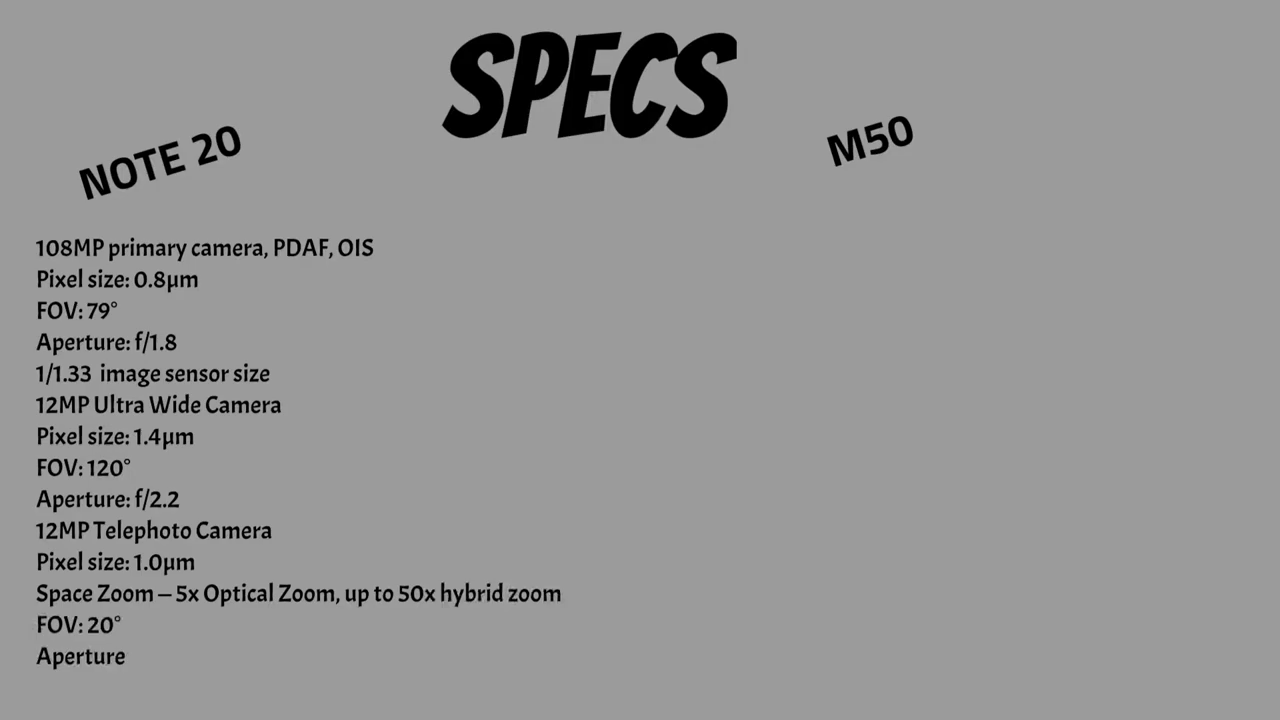 SPECS
NOTE 20
M50
108MP primary camera, PDAF, OIS
Pixel size: 0.8µm
FOV: 79°
Aperture: f/1.8
1/1.33 image sensor size
12MP Ultra Wide Camera
Pixel size: 1.4µm
FOV: 120°
Aperture: f/2.2
12MP Telephoto Camera
Pixel size: 1.0µm
Space Zoom – 5x Optical Zoom, up to 50x hybrid zoom
FOV: 20°
Aperture